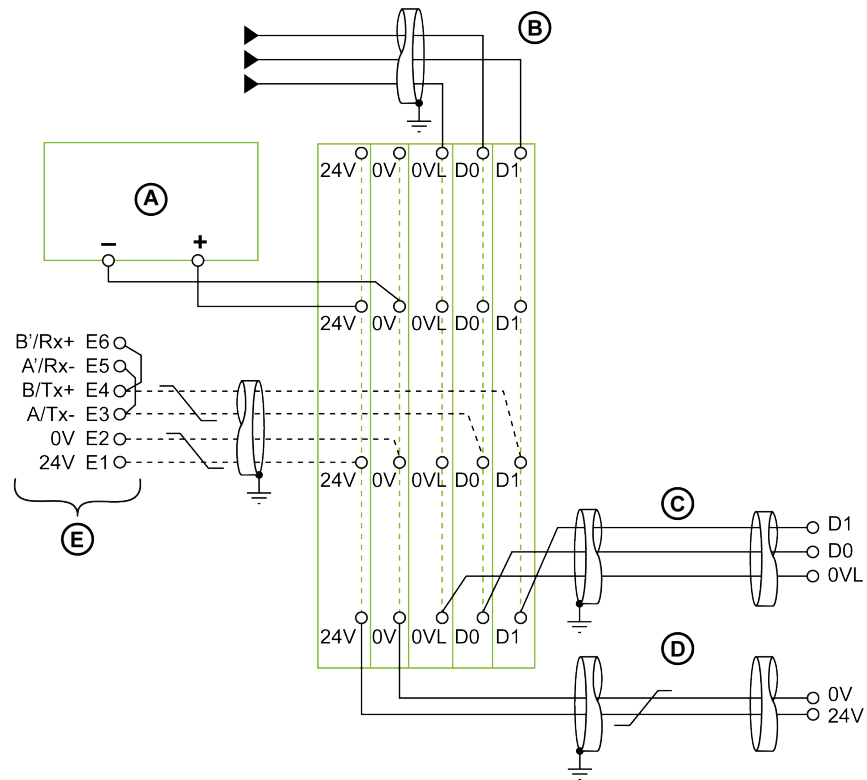 B
24V 0V 0VL D0 D1
A
– +
24V 0V 0VL D0 D1
B'/Rx+ E6
A'/Rx- E5
B/Tx+ E4
A/Tx- E3
0V E2
24V E1
24V 0V 0VL D0 D1
E
C
D1
D0
0VL
24V 0V 0VL D0 D1
D
0V
24V